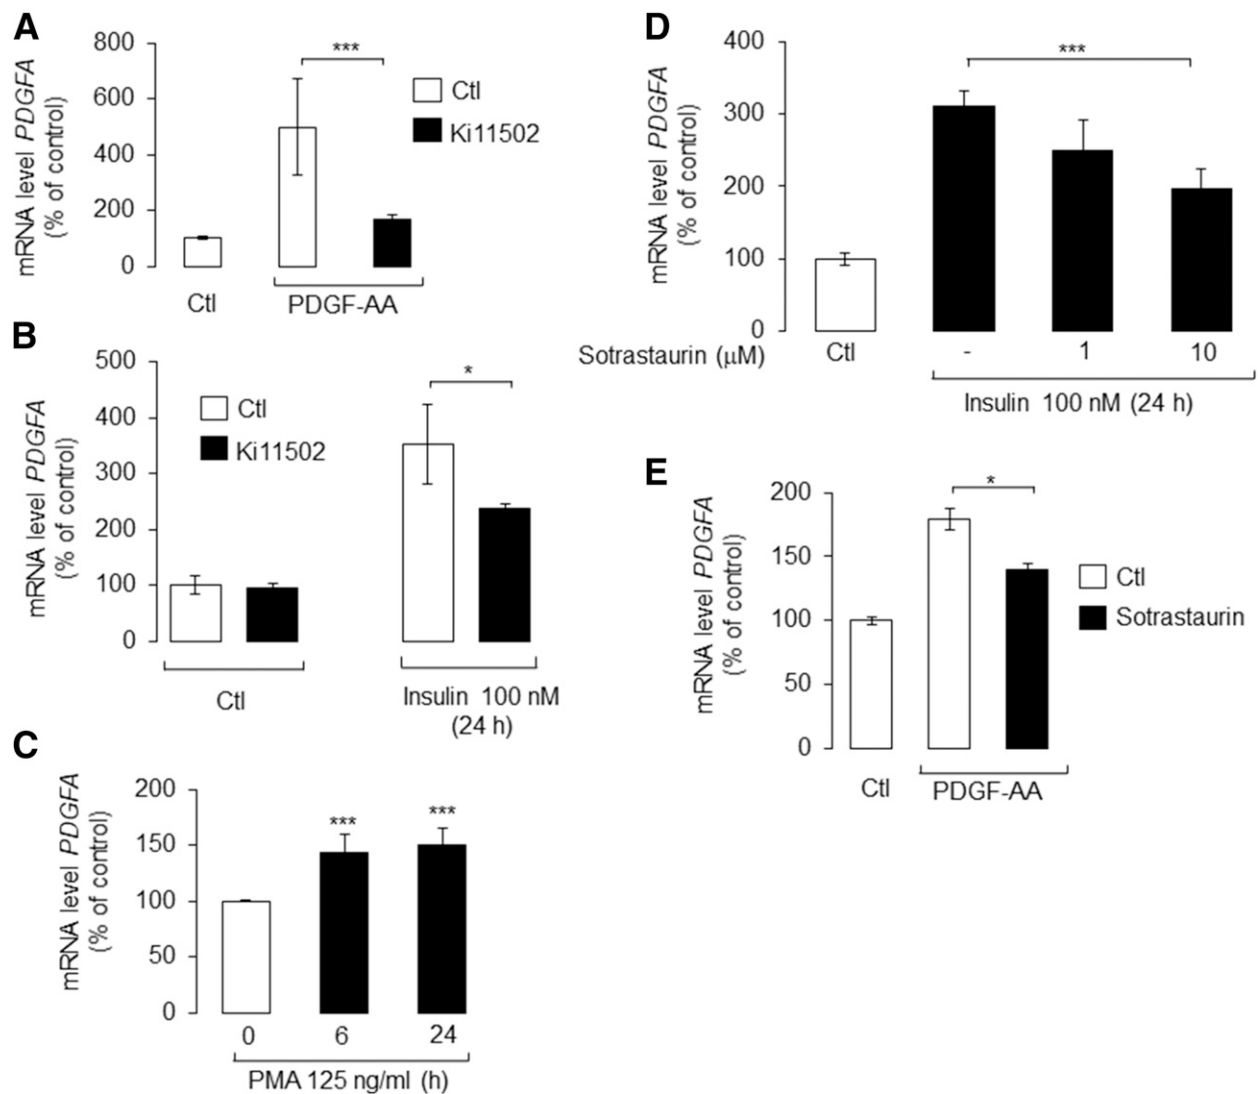 A
mRNA level PDGFA
(% of control)
800
600
400
200
0
***
Ctl
Ki11502
Ctl
PDGF-AA
B
mRNA level PDGFA
(% of control)
500
400
300
200
100
0
Ctl
Ki11502
*
Ctl
Insulin 100 nM
(24 h)
C
mRNA level PDGFA
(% of control)
200
150
100
50
0
***
***
0 6 24
PMA 125 ng/ml (h)
D
mRNA level PDGFA
(% of control)
400
300
200
100
0
***
Sotrastaurin (µM) Ctl - 1 10
Insulin 100 nM (24 h)
E
mRNA level PDGFA
(% of control)
200
150
100
50
0
*
Ctl
Sotrastaurin
Ctl
PDGF-AA